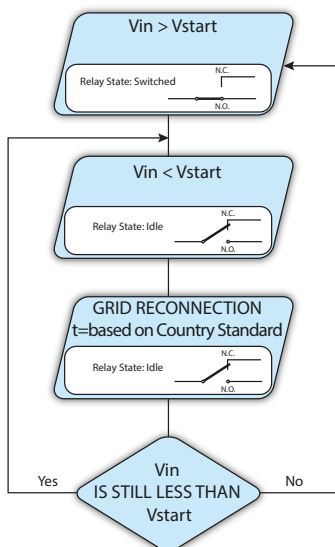 Vin > Vstart
N.C.
Relay State: Switched
N.O.
Vin < Vstart
N.C.
Relay State: Idle
N.O.
GRID RECONNECTION
t=based on Country Standard
N.C.
Relay State: Idle
N.O.
Yes
Vin
No
IS STILL LESS THAN
Vstart